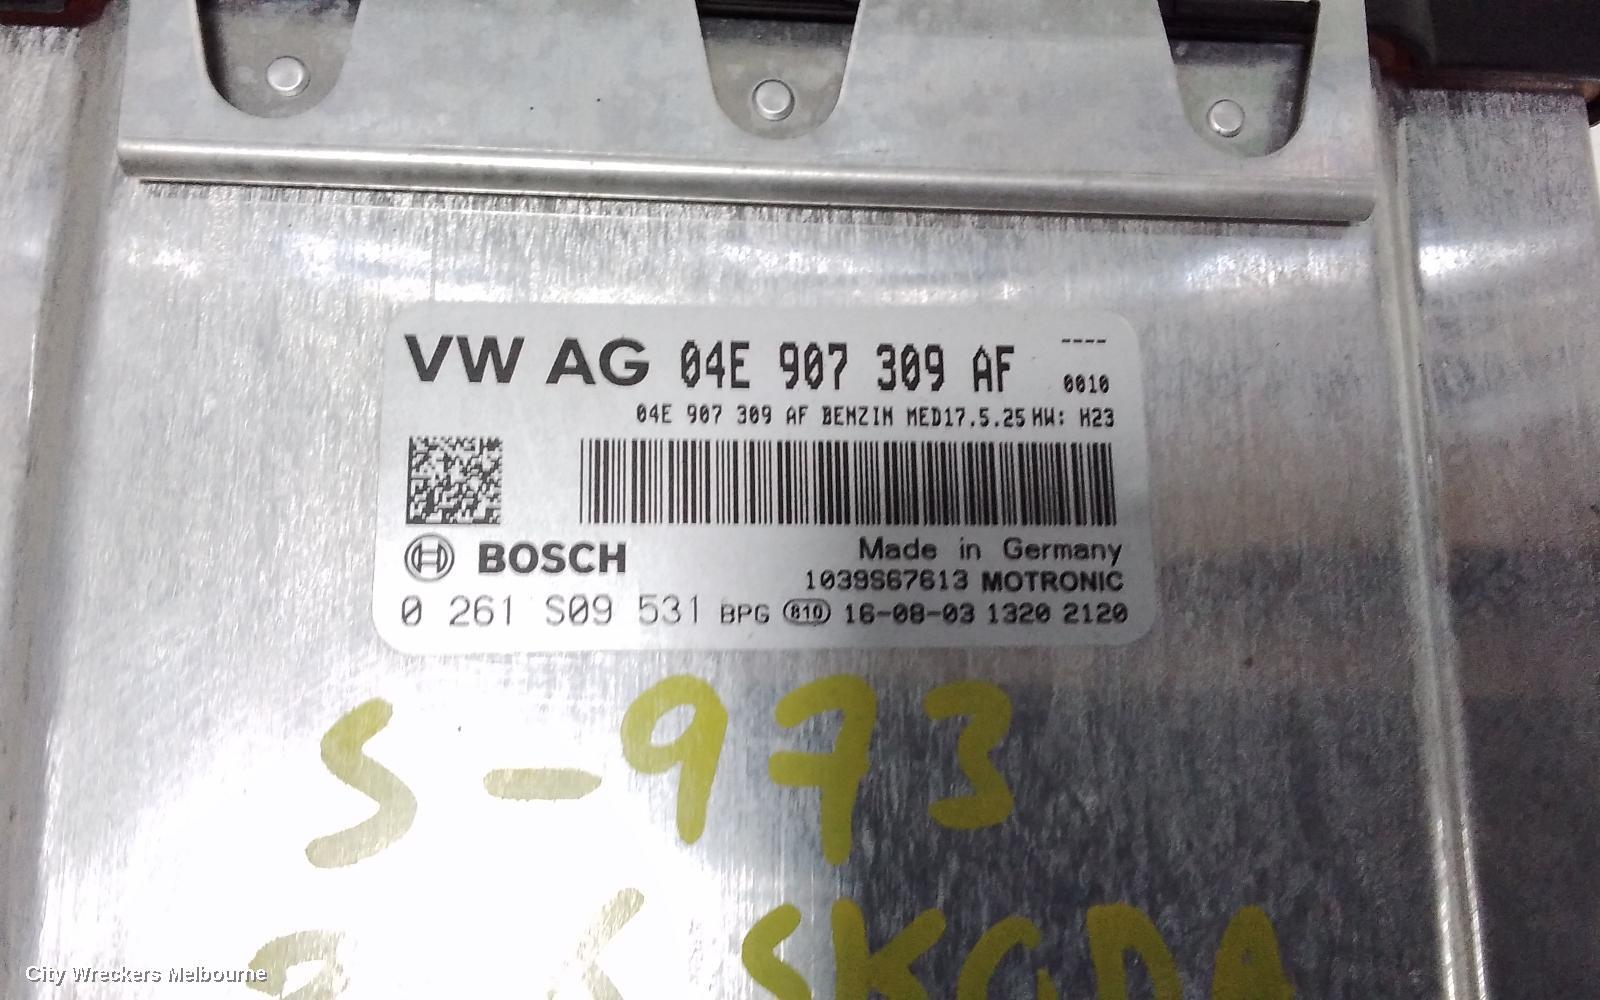 VW AG 04E 907 309 AF ----
0010
04E 907 309 AF BENZIN MED17.5.25 HW: H23
BOSCH
Made in Germany
1039S67613 MOTRONIC
0 261 S09 531 BPG 810 16-08-03 1320 2120
S-973
SKODA
City Wreckers Melbourne